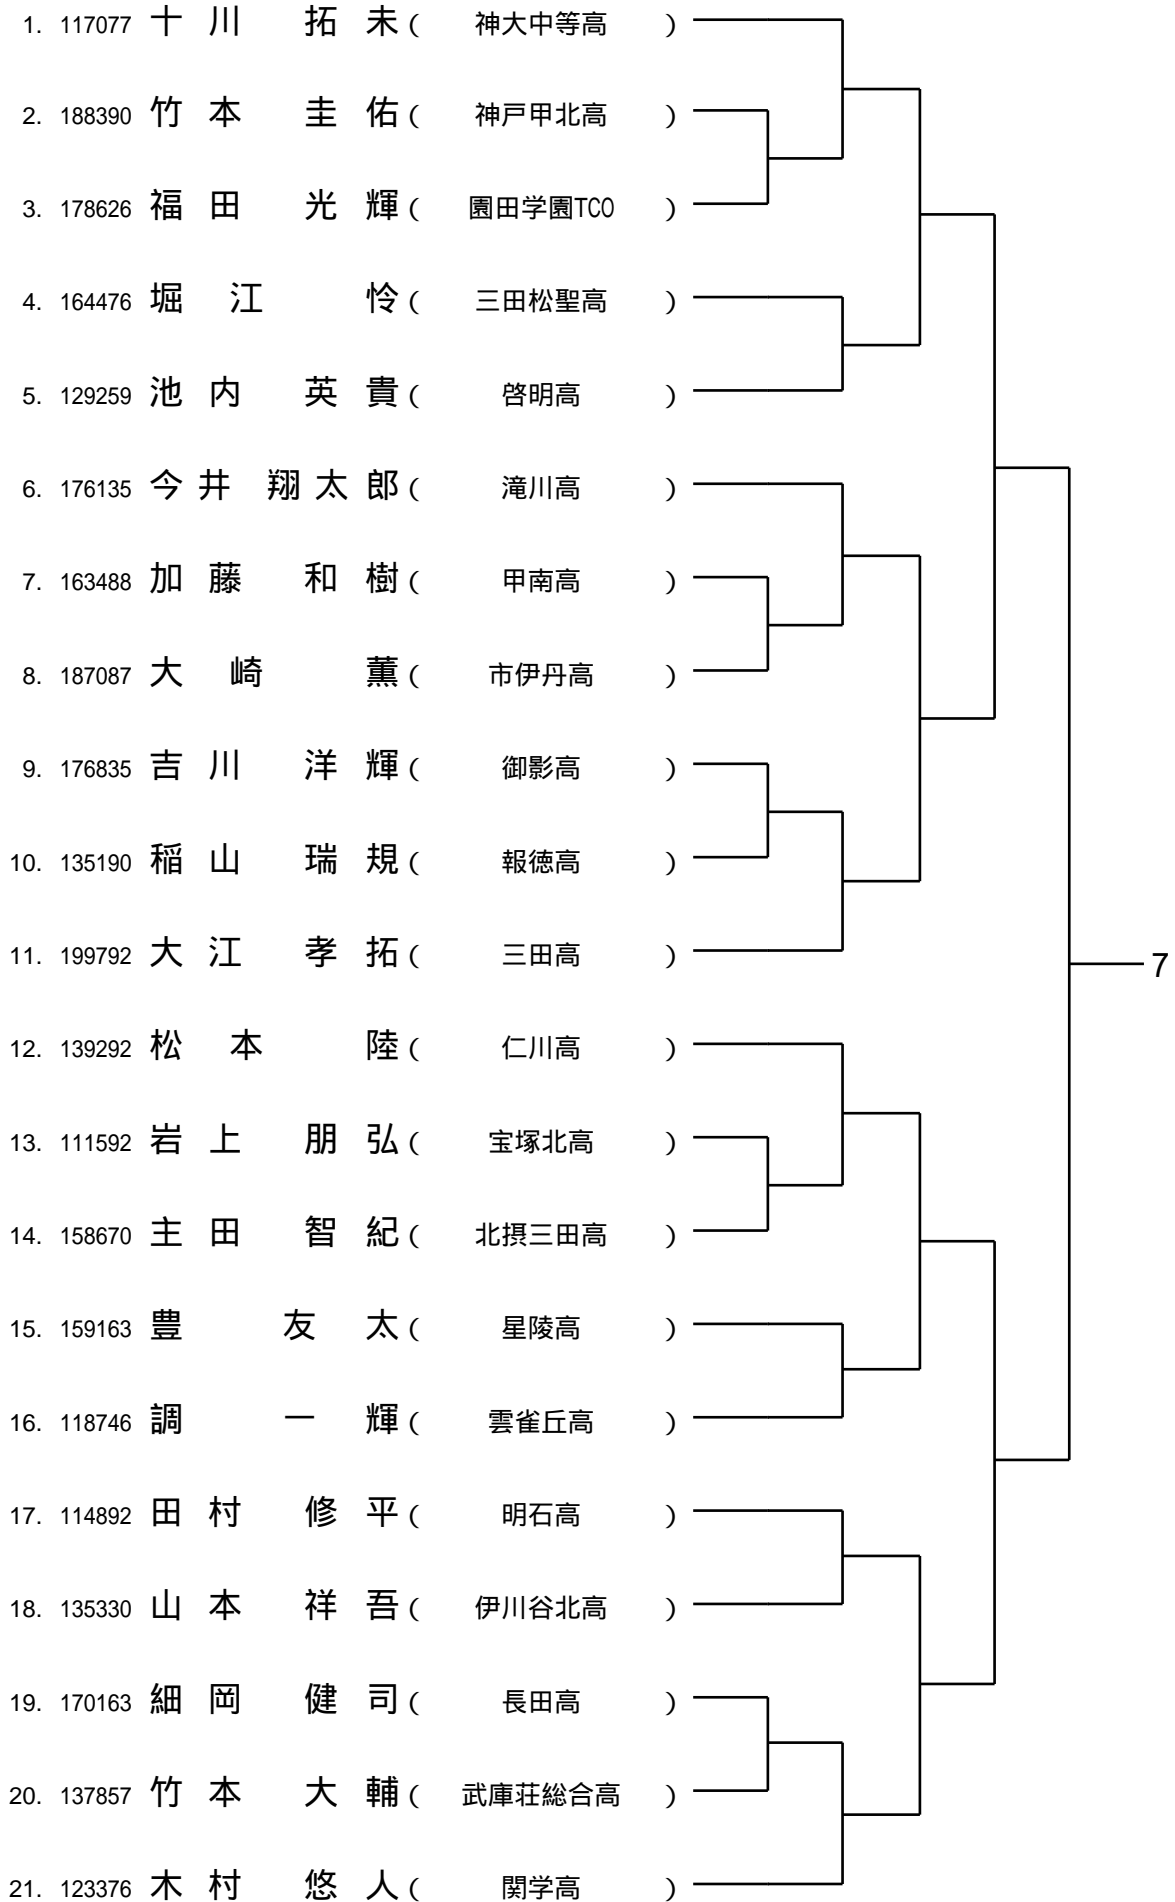 1. 117077 十川 拓未 ( 神大中等高 )
2. 188390 竹本 圭佑 ( 神戸甲北高 )
3. 178626 福田 光輝 ( 園田学園TCO )
4. 164476 堀江 怜 ( 三田松聖高 )
5. 129259 池内 英貴 ( 啓明高 )
6. 176135 今井 翔太郎 ( 滝川高 )
7. 163488 加藤 和樹 ( 甲南高 )
8. 187087 大崎 薫 ( 市伊丹高 )
9. 176835 吉川 洋輝 ( 御影高 )
10. 135190 稲山 瑞規 ( 報徳高 )
11. 199792 大江 孝拓 ( 三田高 )
7
12. 139292 松本 陸 ( 仁川高 )
13. 111592 岩上 朋弘 ( 宝塚北高 )
14. 158670 主田 智紀 ( 北摂三田高 )
15. 159163 豊 友太 ( 星陵高 )
16. 118746 調 一輝 ( 雲雀丘高 )
17. 114892 田村 修平 ( 明石高 )
18. 135330 山本 祥吾 ( 伊川谷北高 )
19. 170163 細岡 健司 ( 長田高 )
20. 137857 竹本 大輔 ( 武庫荘総合高 )
21. 123376 木村 悠人 ( 関学高 )